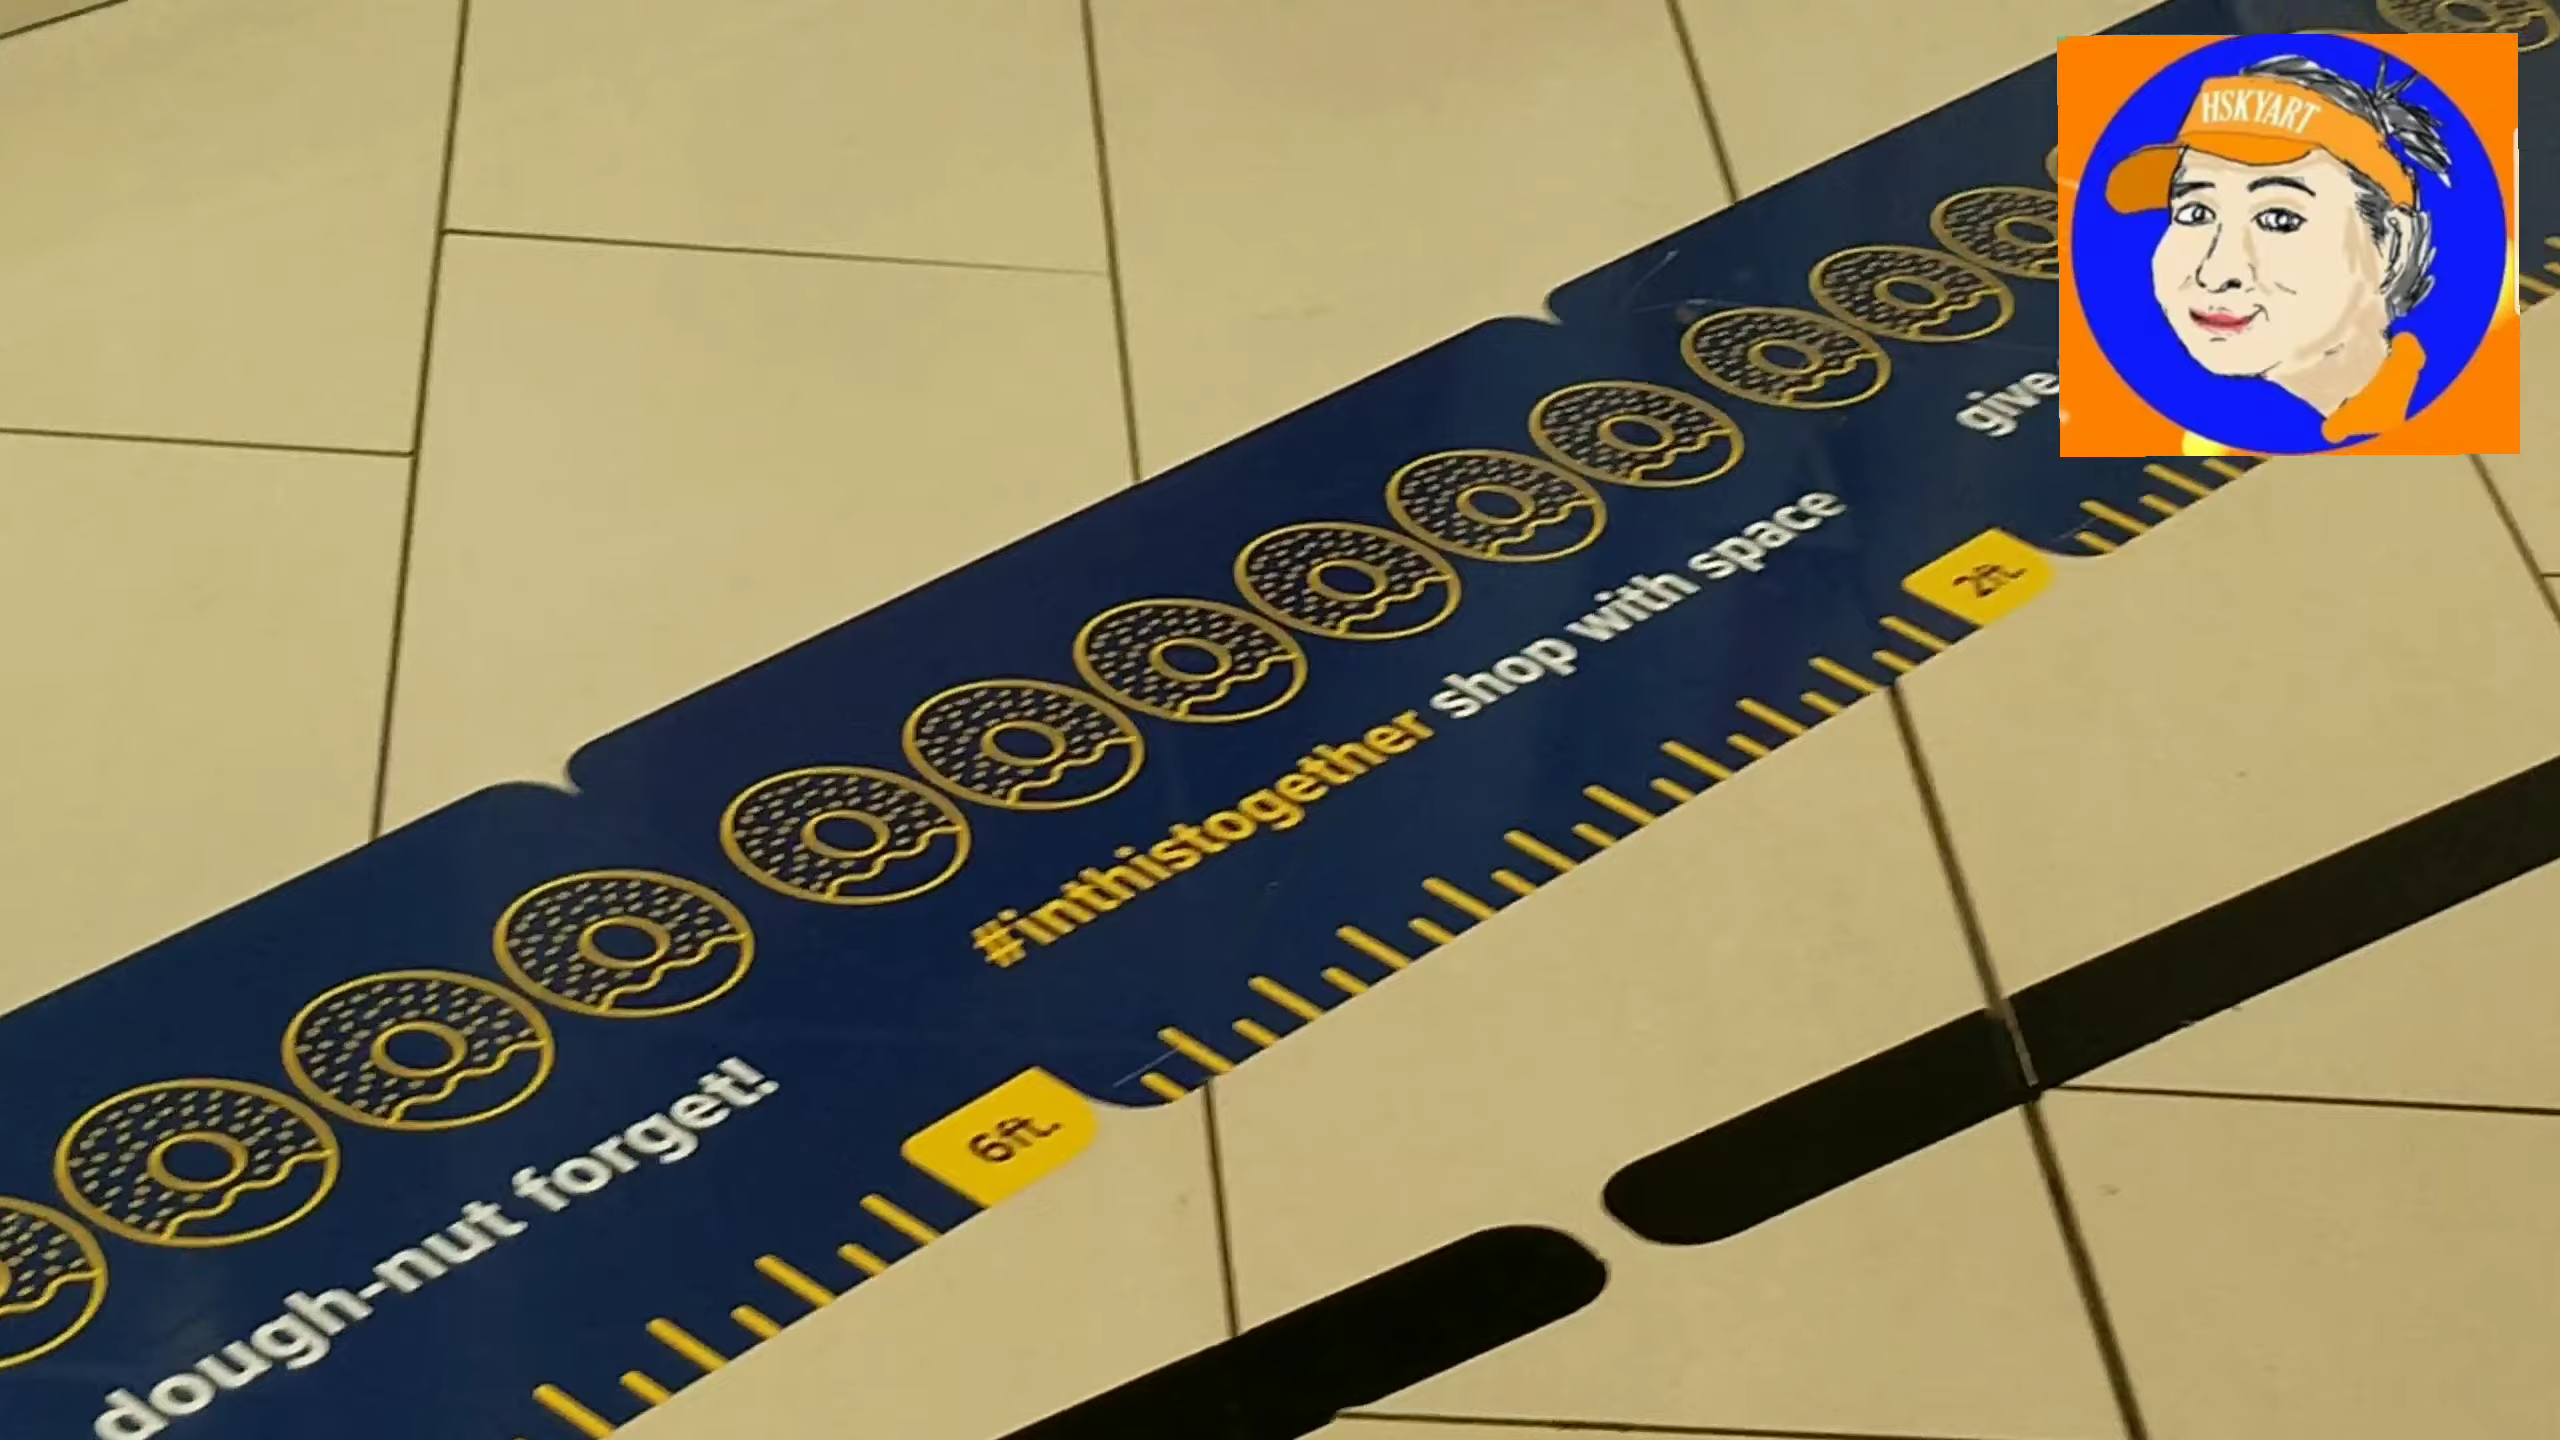 HSKYART
give
2ft.
#inthistogether shop with space
6ft.
dough-nut forget!